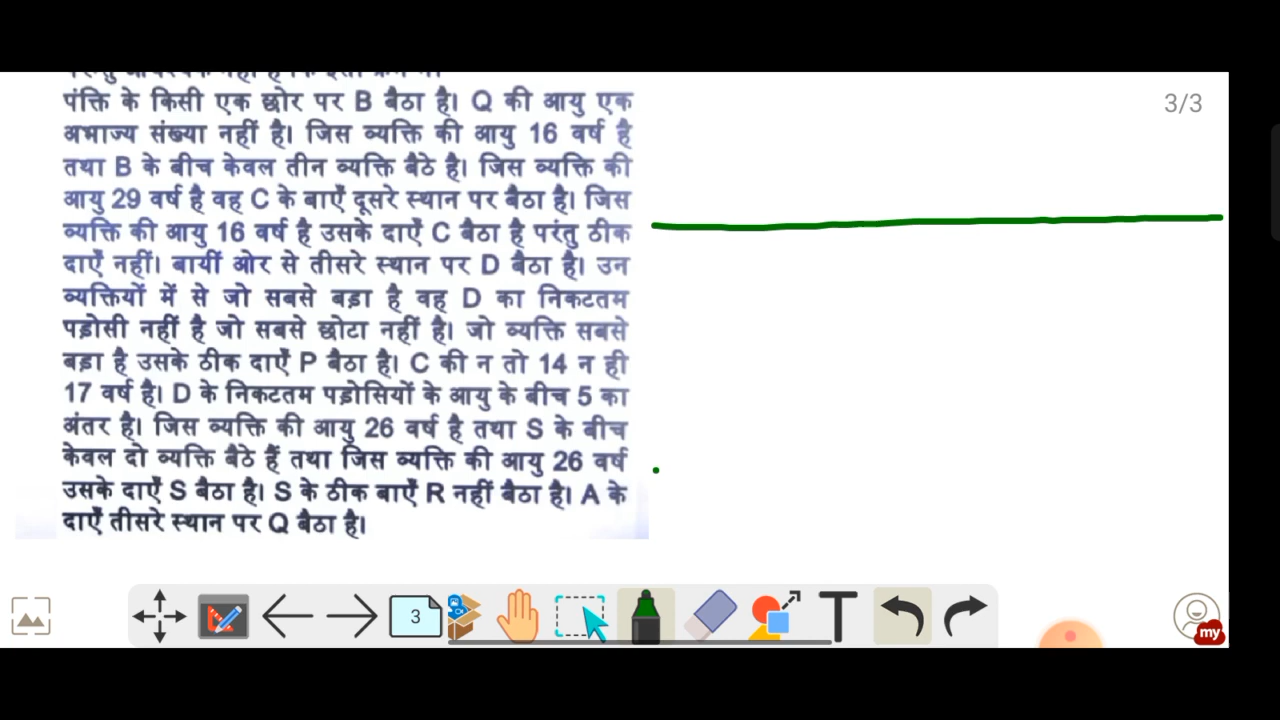 3/3
पंक्ति के किसी एक छोर पर B बैठा है। Q की आयु एक
अभाज्य संख्या नहीं है। जिस व्यक्ति की आयु 16 वर्ष है
तथा B के बीच केवल तीन व्यक्ति बैठे है। जिस व्यक्ति की
आयु 29 वर्ष है वह C के बाएँ दूसरे स्थान पर बैठा है। जिस
व्यक्ति की आयु 16 वर्ष है उसके दाएँ C बैठा है परंतु ठीक
दाएँ नहीं। बायीं ओर से तीसरे स्थान पर D बैठा है। उन
व्यक्तियों में से जो सबसे बड़ा है वह D का निकटतम
पड़ोसी नहीं है जो सबसे छोटा नहीं है। जो व्यक्ति सबसे
बड़ा है उसके ठीक दाएँ P बैठा है। C की न तो 14 न ही
17 वर्ष है। D के निकटतम पड़ोसियों के आयु के बीच 5 का
अंतर है। जिस व्यक्ति की आयु 26 वर्ष है तथा S के बीच
केवल दो व्यक्ति बैठे हैं तथा जिस व्यक्ति की आयु 26 वर्ष
उसके दाएँ S बैठा है। S के ठीक बाएँ R नहीं बैठा है। A के
दाएँ तीसरे स्थान पर Q बैठा है।
3
T
my